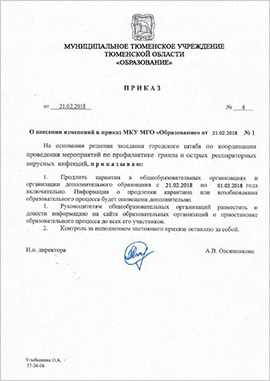 МУНИЦИПАЛЬНОЕ ТЮМЕНСКОЕ УЧРЕЖДЕНИЕ
ТЮМЕНСКОЙ ОБЛАСТИ
«ОБРАЗОВАНИЕ»
ПРИКАЗ
от 21.02.2018 № 4
О внесении изменений в приказ МКУ МГО «Образование» от 21.02.2018 № 1
На основании решения заседания городского штаба по координации
проведения мероприятий по профилактике гриппа и острых респираторных
вирусных инфекций, приказываю:
1. Продлить карантин в общеобразовательных организациях и
организации дополнительного образования с 21.02.2018 по 01.03.2018 года
включительно. Информация о продлении карантина или возобновлении
образовательного процесса будет оповещена дополнительно.
1. Руководителям общеобразовательных организаций разместить и
довести информацию на сайте образовательных организаций о приостановке
образовательного процесса до всех его участников.
2. Контроль за исполнением настоящего приказа оставляю за собой.
И.о. директора А.В. Овсянникова
Улыбушева О.А.
57-26-08